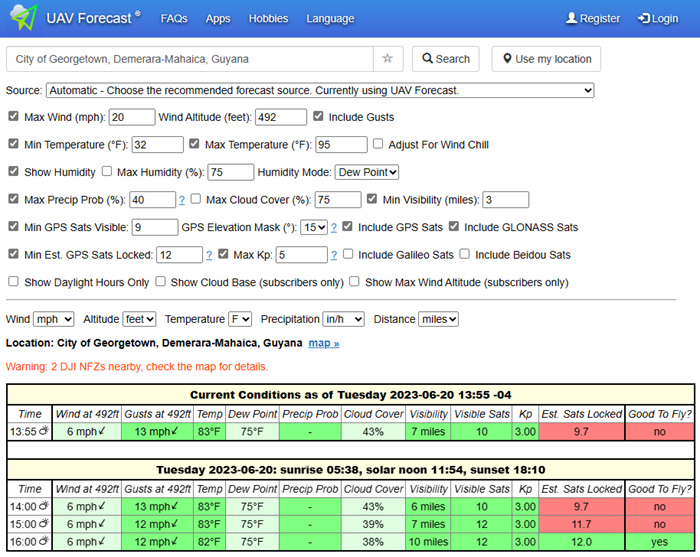 UAV Forecast ® FAQs Apps Hobbies Language Register Login
City of Georgetown, Demerara-Mahaica, Guyana Search Use my location
Source: Automatic - Choose the recommended forecast source. Currently using UAV Forecast.
Max Wind (mph): 20 Wind Altitude (feet): 492 Include Gusts
Min Temperature (°F): 32 Max Temperature (°F): 95 Adjust For Wind Chill
Show Humidity Max Humidity (%): 75 Humidity Mode: Dew Point
Max Precip Prob (%): 40 ? Max Cloud Cover (%): 75 Min Visibility (miles): 3
Min GPS Sats Visible: 9 GPS Elevation Mask (°): 15 ? Include GPS Sats Include GLONASS Sats
Min Est. GPS Sats Locked: 12 ? Max Kp: 5 ? Include Galileo Sats Include Beidou Sats
Show Daylight Hours Only Show Cloud Base (subscribers only) Show Max Wind Altitude (subscribers only)
Wind mph Altitude feet Temperature F Precipitation in/h Distance miles
Location: City of Georgetown, Demerara-Mahaica, Guyana map »
Warning: 2 DJI NFZs nearby, check the map for details.
Current Conditions as of Tuesday 2023-06-20 13:55 -04
Time Wind at 492ft Gusts at 492ft Temp Dew Point Precip Prob Cloud Cover Visibility Visible Sats Kp Est. Sats Locked Good To Fly?
13:55 6 mph 13 mph 83°F 75°F - 43% 7 miles 10 3.00 9.7 no
Tuesday 2023-06-20: sunrise 05:38, solar noon 11:54, sunset 18:10
Time Wind at 492ft Gusts at 492ft Temp Dew Point Precip Prob Cloud Cover Visibility Visible Sats Kp Est. Sats Locked Good To Fly?
14:00 6 mph 13 mph 83°F 75°F - 43% 6 miles 10 3.00 9.7 no
15:00 6 mph 12 mph 83°F 75°F - 39% 7 miles 12 3.00 11.7 no
16:00 6 mph 12 mph 82°F 75°F - 38% 10 miles 12 3.00 12.0 yes